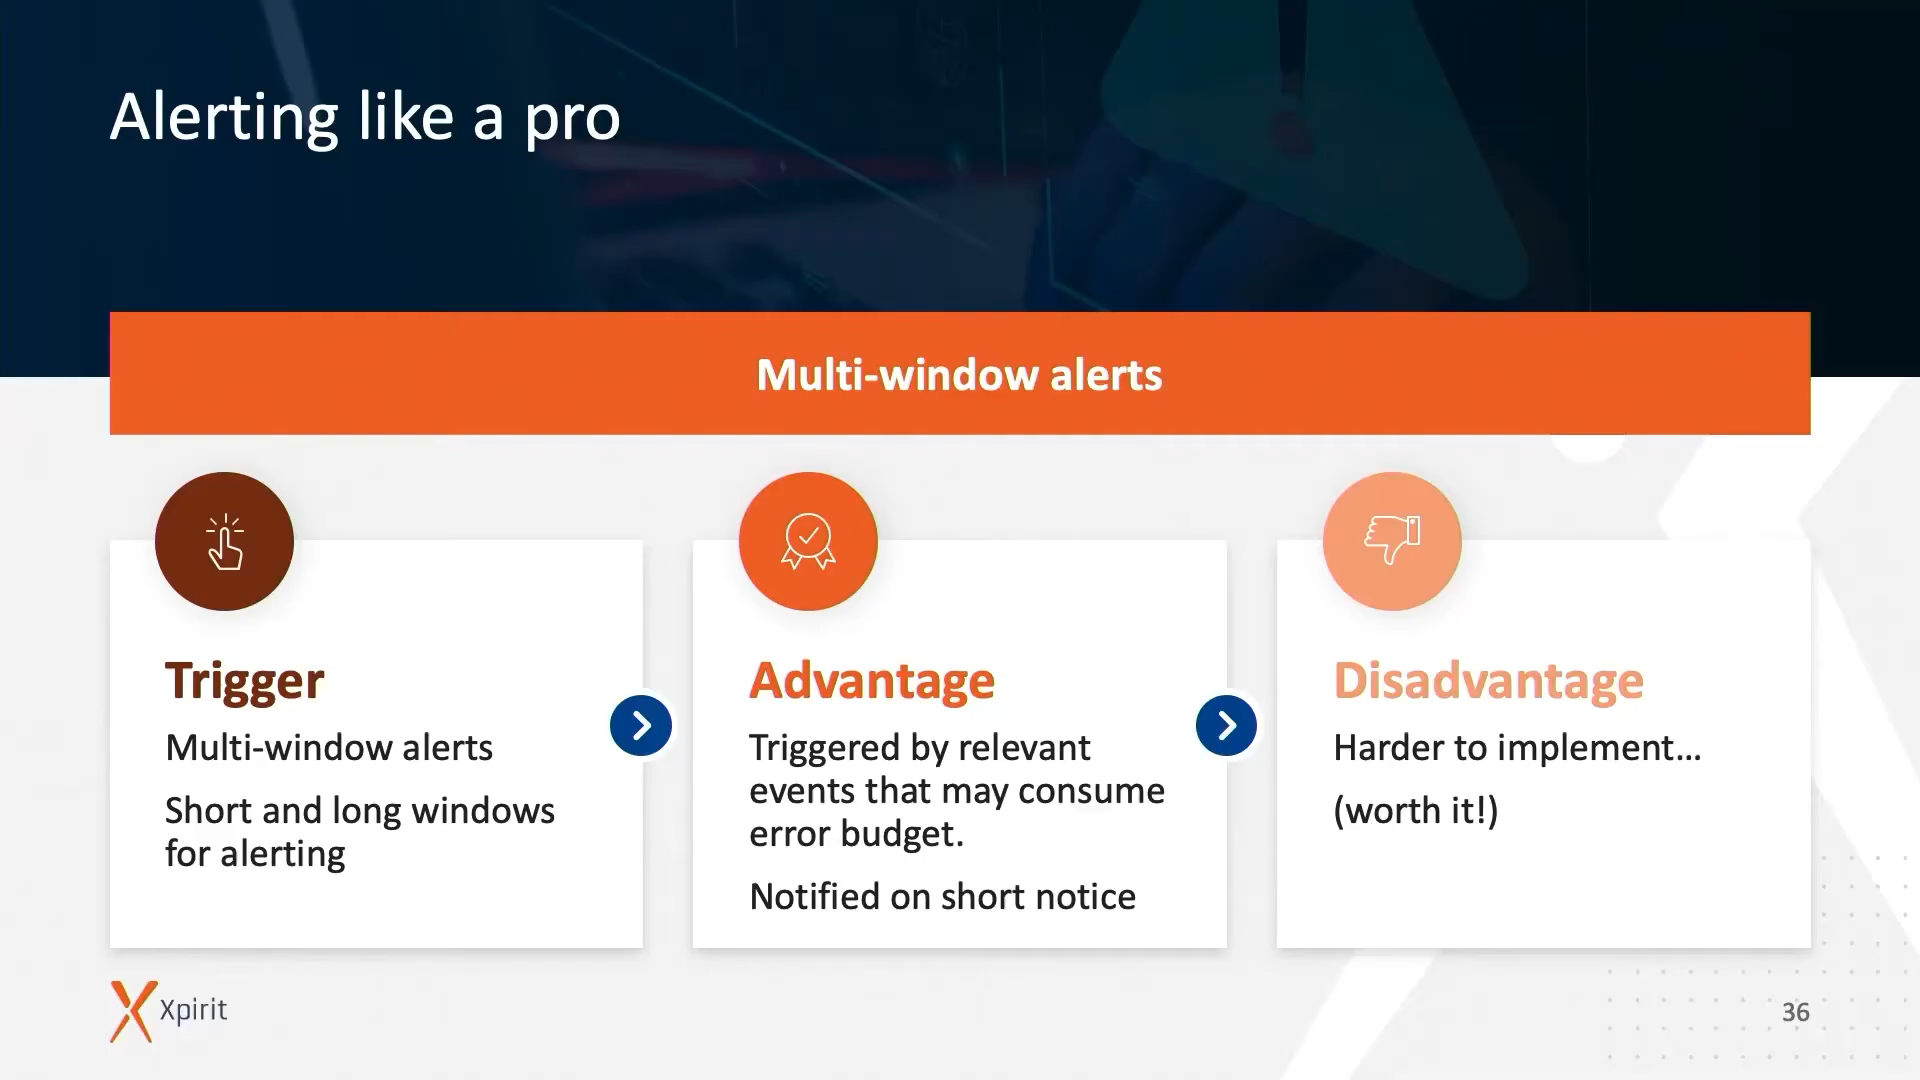 Alerting like a pro
Multi-window alerts
Trigger
Multi-window alerts
Short and long windows
for alerting
Advantage
Triggered by relevant
events that may consume
error budget.
Notified on short notice
Disadvantage
Harder to implement...
(worth it!)
Xpirit
36